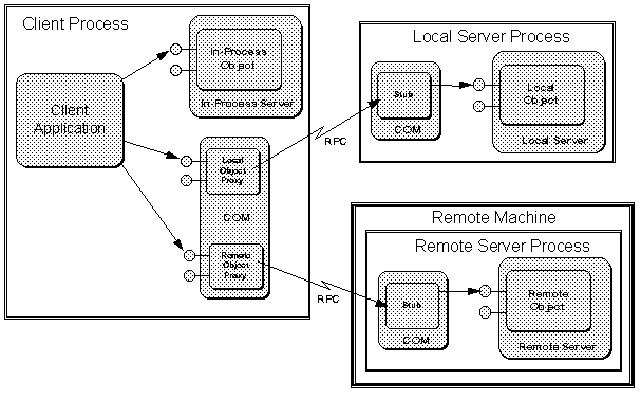 Client Process
In-Process
Object
In-Process Server
Client
Application
Local
Object
Proxy
COM
Remote
Object
Proxy
RPC
RPC
Local Server Process
Stub
COM
Local
Object
Local Server
Remote Machine
Remote Server Process
Stub
COM
Remote
Object
Remote Server